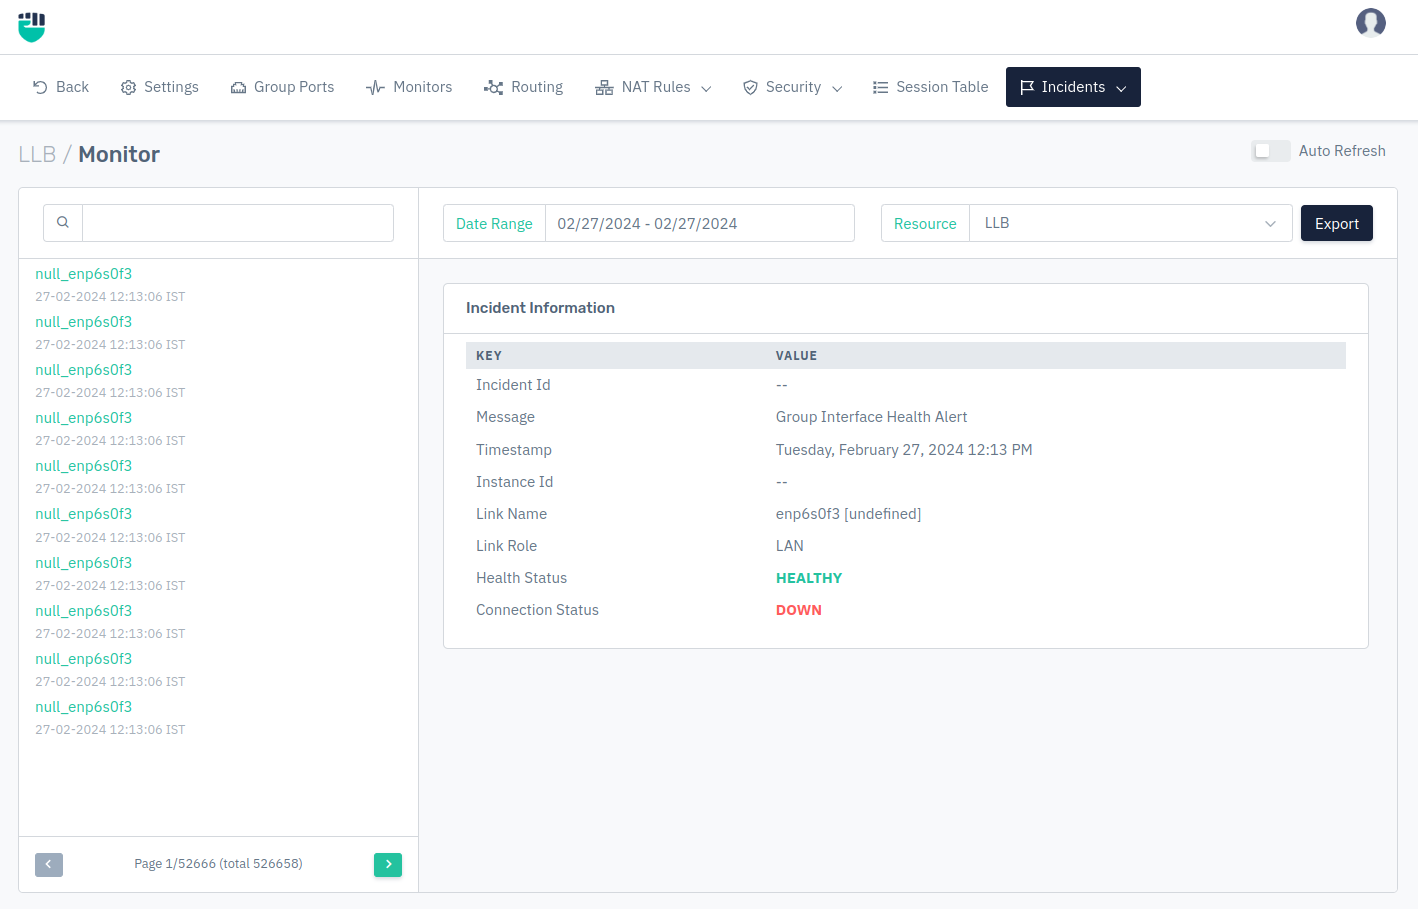 Back Settings Group Ports Monitors Routing NAT Rules Security Session Table Incidents
LLB / Monitor
Auto Refresh
Date Range 02/27/2024 - 02/27/2024 Resource LLB Export
null_enp6s0f3
27-02-2024 12:13:06 IST
null_enp6s0f3
27-02-2024 12:13:06 IST
null_enp6s0f3
27-02-2024 12:13:06 IST
null_enp6s0f3
27-02-2024 12:13:06 IST
null_enp6s0f3
27-02-2024 12:13:06 IST
null_enp6s0f3
27-02-2024 12:13:06 IST
null_enp6s0f3
27-02-2024 12:13:06 IST
null_enp6s0f3
27-02-2024 12:13:06 IST
null_enp6s0f3
27-02-2024 12:13:06 IST
null_enp6s0f3
27-02-2024 12:13:06 IST
Page 1/52666 (total 526658)
Incident Information
KEY VALUE
Incident Id --
Message Group Interface Health Alert
Timestamp Tuesday, February 27, 2024 12:13 PM
Instance Id --
Link Name enp6s0f3 [undefined]
Link Role LAN
Health Status HEALTHY
Connection Status DOWN